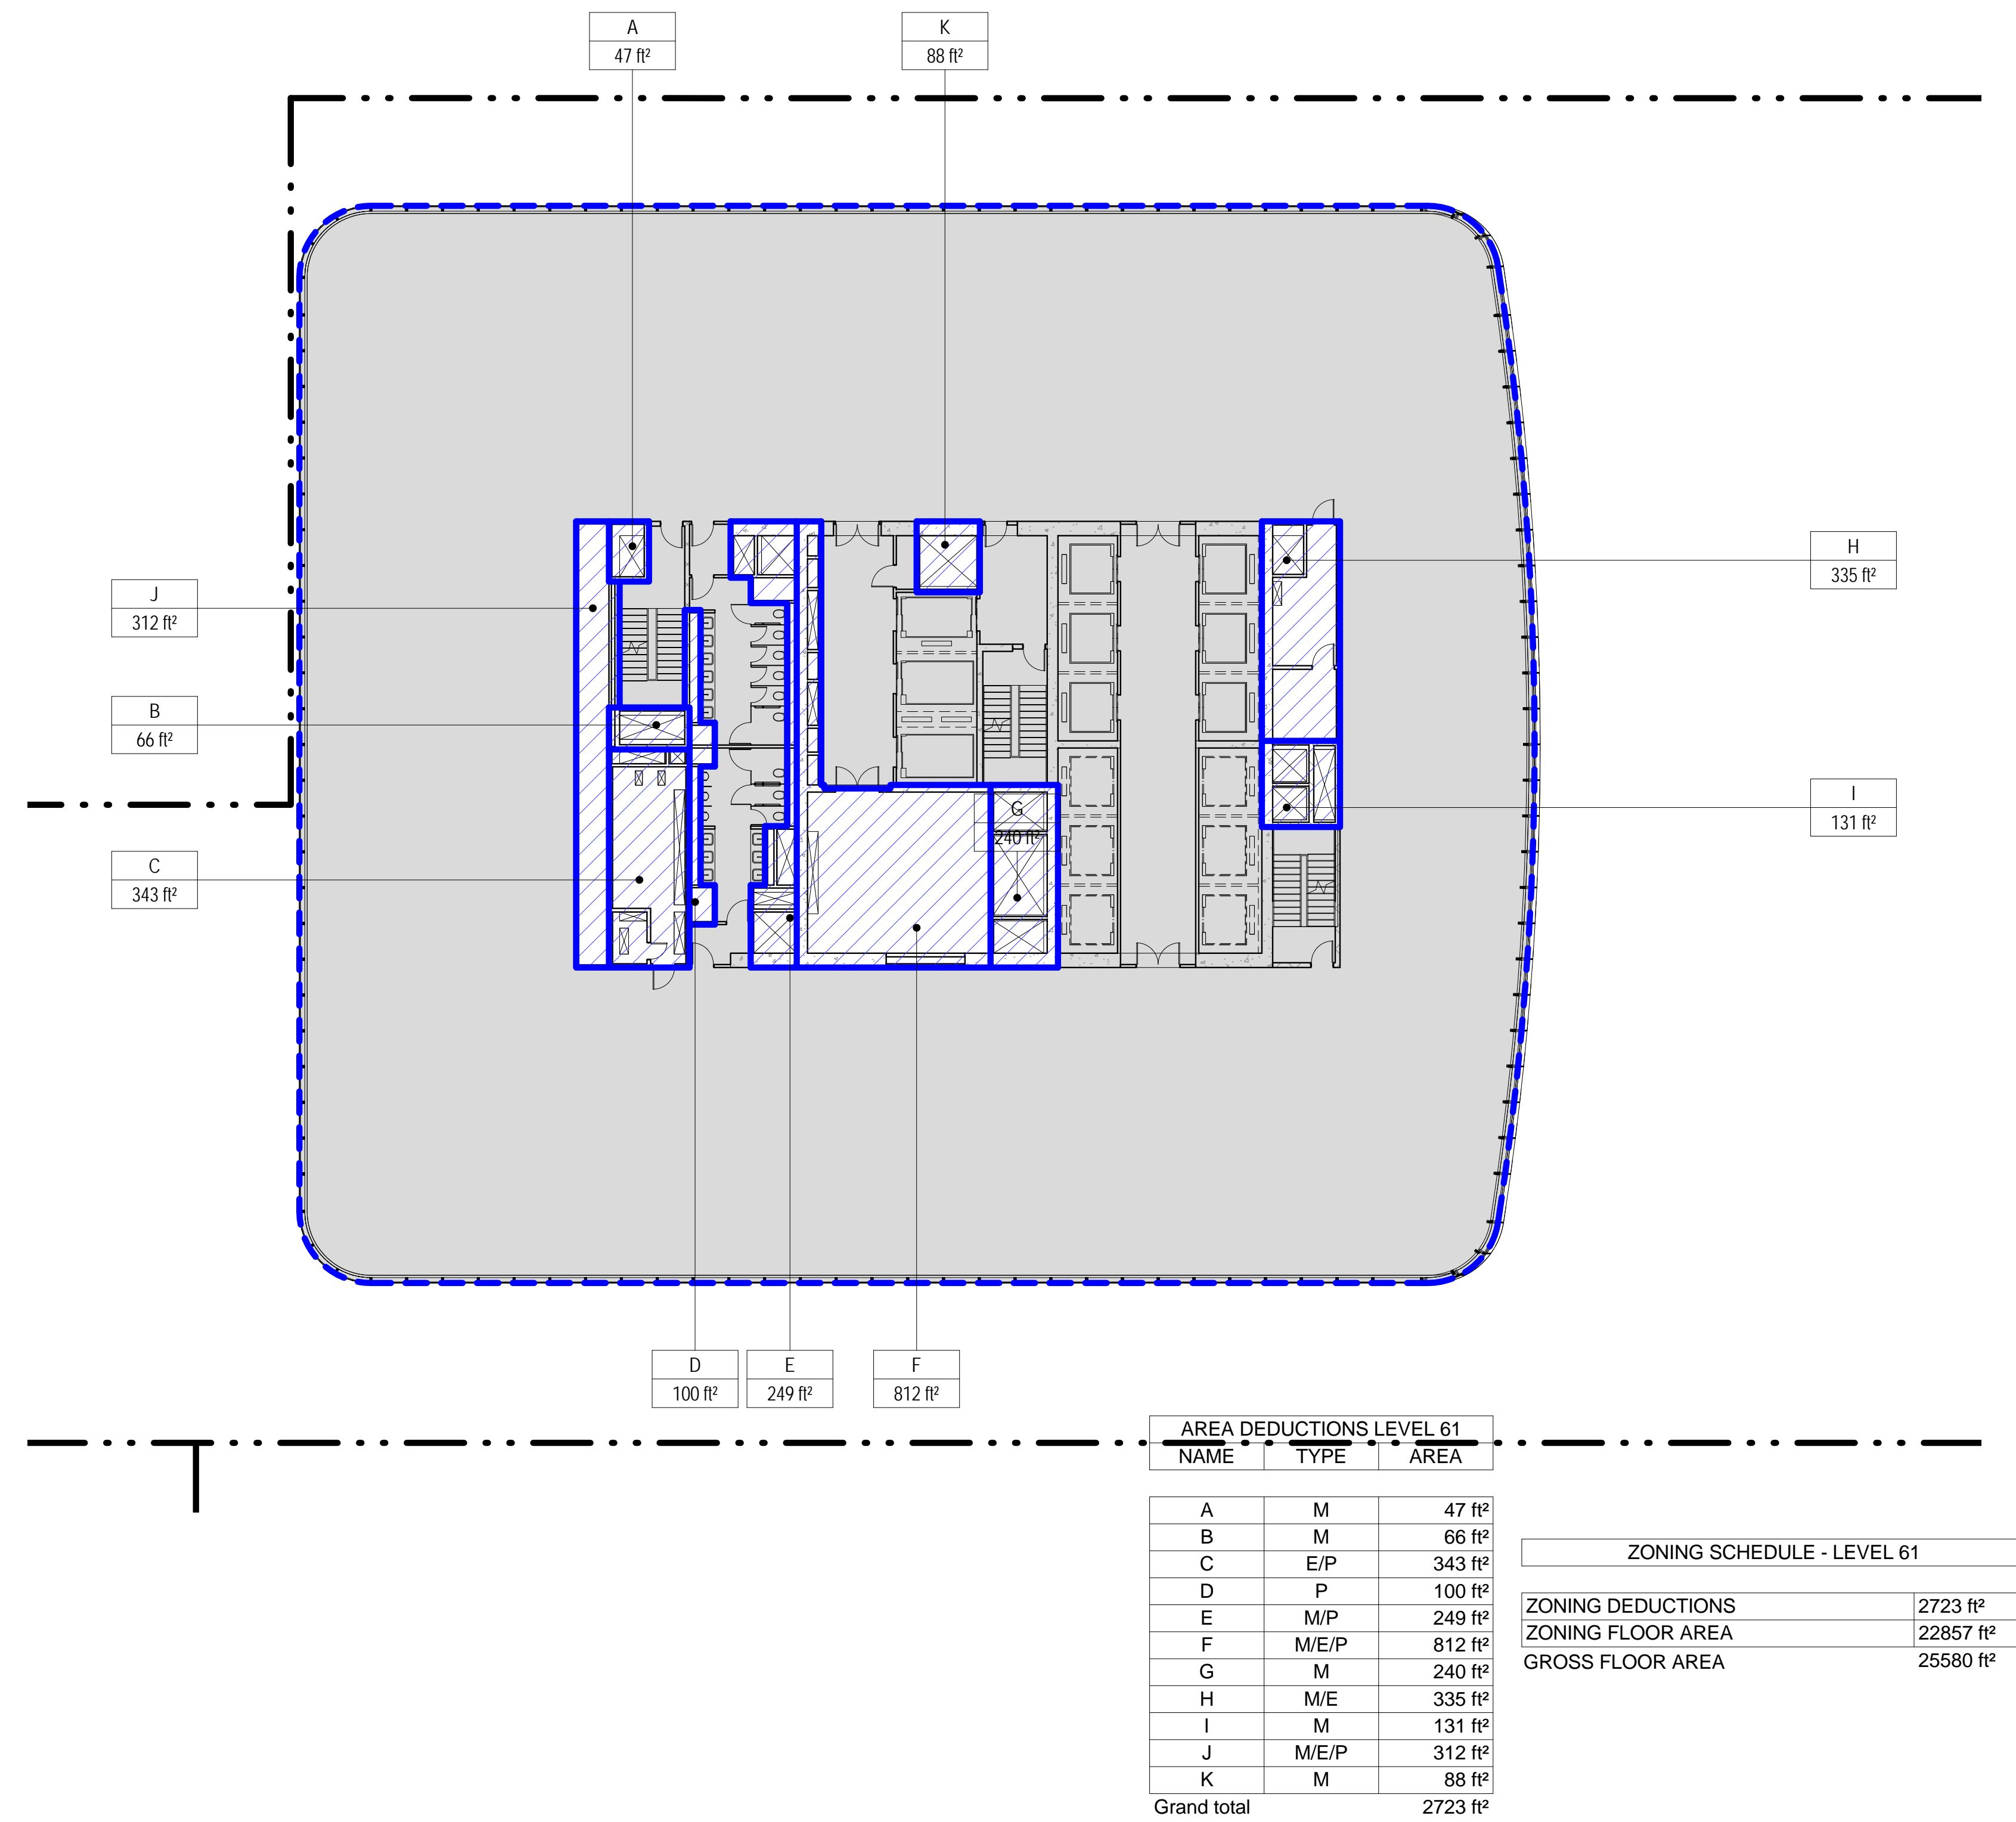 A
47 ft²
K
88 ft²
H
335 ft²
J
312 ft²
B
66 ft²
I
131 ft²
G
240 ft²
C
343 ft²
D
100 ft²
E
249 ft²
F
812 ft²
AREA DEDUCTIONS LEVEL 61
NAME TYPE AREA
A M 47 ft²
B M 66 ft²
C E/P 343 ft²
D P 100 ft²
E M/P 249 ft²
F M/E/P 812 ft²
G M 240 ft²
H M/E 335 ft²
I M 131 ft²
J M/E/P 312 ft²
K M 88 ft²
Grand total 2723 ft²
ZONING SCHEDULE - LEVEL 61
ZONING DEDUCTIONS 2723 ft²
ZONING FLOOR AREA 22857 ft²
GROSS FLOOR AREA 25580 ft²